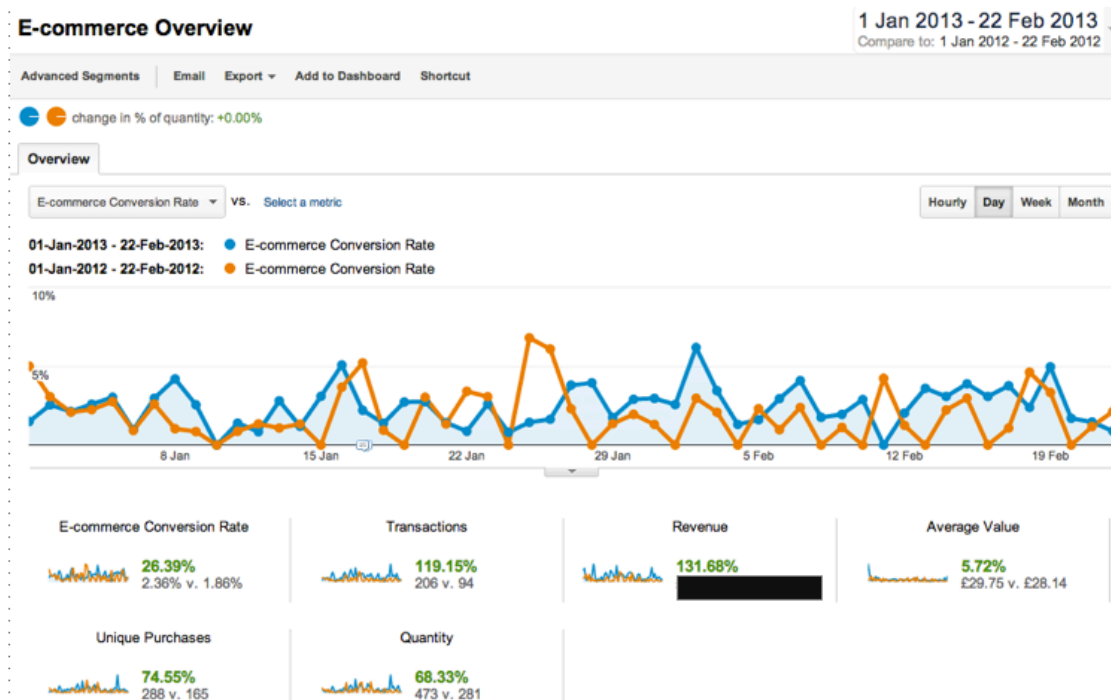 E-commerce Overview
1 Jan 2013 - 22 Feb 2013
Compare to: 1 Jan 2012 - 22 Feb 2012
Advanced Segments Email Export Add to Dashboard Shortcut
change in % of quantity: +0.00%
Overview
E-commerce Conversion Rate VS. Select a metric Hourly Day Week Month
01-Jan-2013 - 22-Feb-2013: E-commerce Conversion Rate
01-Jan-2012 - 22-Feb-2012: E-commerce Conversion Rate
10%
5%
8 Jan 15 Jan 22 Jan 29 Jan 5 Feb 12 Feb 19 Feb
E-commerce Conversion Rate Transactions Revenue Average Value
26.39% 119.15% 131.68% 5.72%
2.36% v. 1.86% 206 v. 94 £29.75 v. £28.14
Unique Purchases Quantity
74.55% 68.33%
288 v. 165 473 v. 281